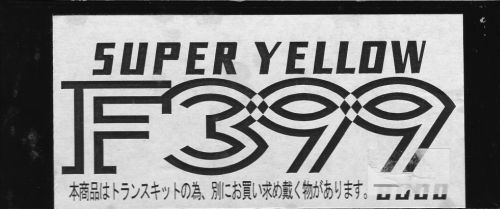 SUPER YELLOW
F399
本商品はトランスキットの為、別にお買い求め戴く物があります。